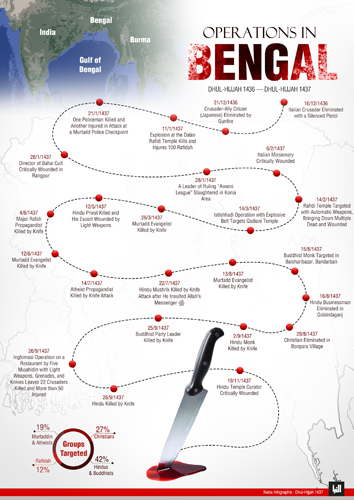 OPERATIONS IN
BENGAL
DHUL-HIJJAH 1436 — DHUL-HIJJAH 1437
Bengal
India
Burma
Gulf of
Bengal
16/12/1436
Italian Crusader Eliminated
with a Silenced Pistol
21/12/1436
Crusader-Ally Citizen
(Japanese) Eliminated by
Gunfire
11/1/1437
Explosion at the Dalan
Rafidi Temple Kills and
Injures 100 Rafidah
21/1/1437
One Policeman Killed and
Another Injured in Attack at
a Murtadd Police Checkpoint
26/1/1437
Director of Bahai Cult
Critically Wounded in
Rangpur
28/1/1437
A Leader of Ruling "Awami
League" Slaughtered in Konia
Area
6/2/1437
Italian Missionary
Critically Wounded
14/2/1437
Rafidi Temple Targeted
with Automatic Weapons,
Bringing Down Multiple
Dead and Wounded
14/3/1437
Istishhadi Operation with Explosive
Belt Targets Qadiani Temple
26/3/1437
Murtadd Evangelist
Killed by Knife
12/5/1437
Hindu Priest Killed and
His Escort Wounded by
Light Weapons
4/6/1437
Major Rafidi
Propagandist
Killed by
Knife
12/6/1437
Murtadd Evangelist
Killed by Knife
14/7/1437
Atheist Propagandist
Killed by Knife Attack
22/7/1437
Hindu Mushrik Killed by Knife
Attack after He Insulted Allah's
Messenger ﷺ
13/8/1437
Murtadd Evangelist
Killed by Knife
15/8/1437
Buddhist Monk Targeted in
Baishari bazar, Bandarban
18/8/1437
Hindu Businessman
Eliminated in
Gobindaganj
29/8/1437
Christian Eliminated in
Bonpara Village
2/9/1437
Hindu Monk
Killed by Knife
25/9/1437
Buddhist Party Leader
Killed by Knife
26/9/1437
Inghimasi Operation on a
Restaurant by Five
Mujahidin with Light
Weapons, Grenades, and
Knives Leaves 22 Crusaders
Killed and More than 50
Injured
26/9/1437
Hindu Killed by Knife
19/11/1437
Hindu Temple Curator
Critically Wounded
19%
Murtaddin
& Atheists
27%
Christians
Groups
Targeted
Rafidah
12%
42%
Hindus
& Buddhists
Naba Infographic · Dhul Hijjah 1437